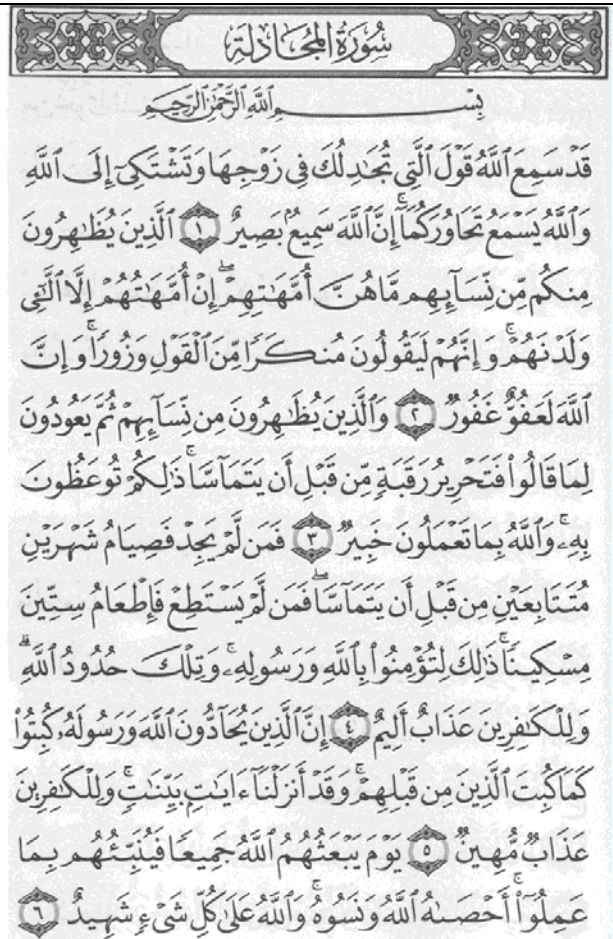 سُورَةُ المُجَادلَةِ
بِسْمِ ٱللَّهِ ٱلرَّحْمَٰنِ ٱلرَّحِيمِ
قَدْ سَمِعَ ٱللَّهُ قَوْلَ ٱلَّتِي تُجَٰدِلُكَ فِي زَوْجِهَا وَتَشْتَكِيٓ إِلَى ٱللَّهِ
وَٱللَّهُ يَسْمَعُ تَحَاوُرَكُمَآۚ إِنَّ ٱللَّهَ سَمِيعٌۢ بَصِيرٌ ١ ٱلَّذِينَ يُظَٰهِرُونَ
مِنكُم مِّن نِّسَآئِهِم مَّا هُنَّ أُمَّهَٰتِهِمْۖ إِنْ أُمَّهَٰتُهُمْ إِلَّا ٱلَّٰٓـِٔي
وَلَدْنَهُمْۚ وَإِنَّهُمْ لَيَقُولُونَ مُنكَرًا مِّنَ ٱلْقَوْلِ وَزُورًاۚ وَإِنَّ
ٱللَّهَ لَعَفُوٌّ غَفُورٌ ٢ وَٱلَّذِينَ يُظَٰهِرُونَ مِن نِّسَآئِهِمْ ثُمَّ يَعُودُونَ
لِمَا قَالُوا۟ فَتَحْرِيرُ رَقَبَةٍ مِّن قَبْلِ أَن يَتَمَآسَّاۚ ذَٰلِكُمْ تُوعَظُونَ
بِهِۦۚ وَٱللَّهُ بِمَا تَعْمَلُونَ خَبِيرٌ ٣ فَمَن لَّمْ يَجِدْ فَصِيَامُ شَهْرَيْنِ
مُتَتَابِعَيْنِ مِن قَبْلِ أَن يَتَمَآسَّاۖ فَمَن لَّمْ يَسْتَطِعْ فَإِطْعَامُ سِتِّينَ
مِسْكِينًاۚ ذَٰلِكَ لِتُؤْمِنُوا۟ بِٱللَّهِ وَرَسُولِهِۦۚ وَتِلْكَ حُدُودُ ٱللَّهِۗ
وَلِلْكَٰفِرِينَ عَذَابٌ أَلِيمٌ ٤ إِنَّ ٱلَّذِينَ يُحَآدُّونَ ٱللَّهَ وَرَسُولَهُۥ كُبِتُوا۟
كَمَا كُبِتَ ٱلَّذِينَ مِن قَبْلِهِمْۚ وَقَدْ أَنزَلْنَآ ءَايَٰتٍۭ بَيِّنَٰتٍۚ وَلِلْكَٰفِرِينَ
عَذَابٌ مُّهِينٌ ٥ يَوْمَ يَبْعَثُهُمُ ٱللَّهُ جَمِيعًا فَيُنَبِّئُهُم بِمَا
عَمِلُوٓا۟ۚ أَحْصَىٰهُ ٱللَّهُ وَنَسُوهُۚ وَٱللَّهُ عَلَىٰ كُلِّ شَيْءٍ شَهِيدٌ ٦